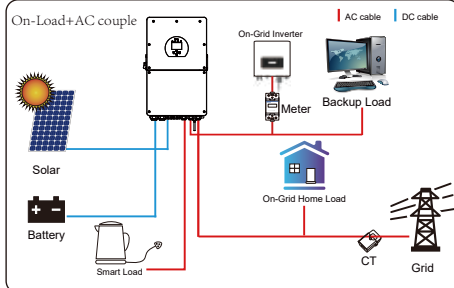 On-Load+AC couple
AC cable
DC cable
On-Grid Inverter
Meter
Backup Load
Solar
On-Grid Home Load
Battery
Smart Load
CT
Grid